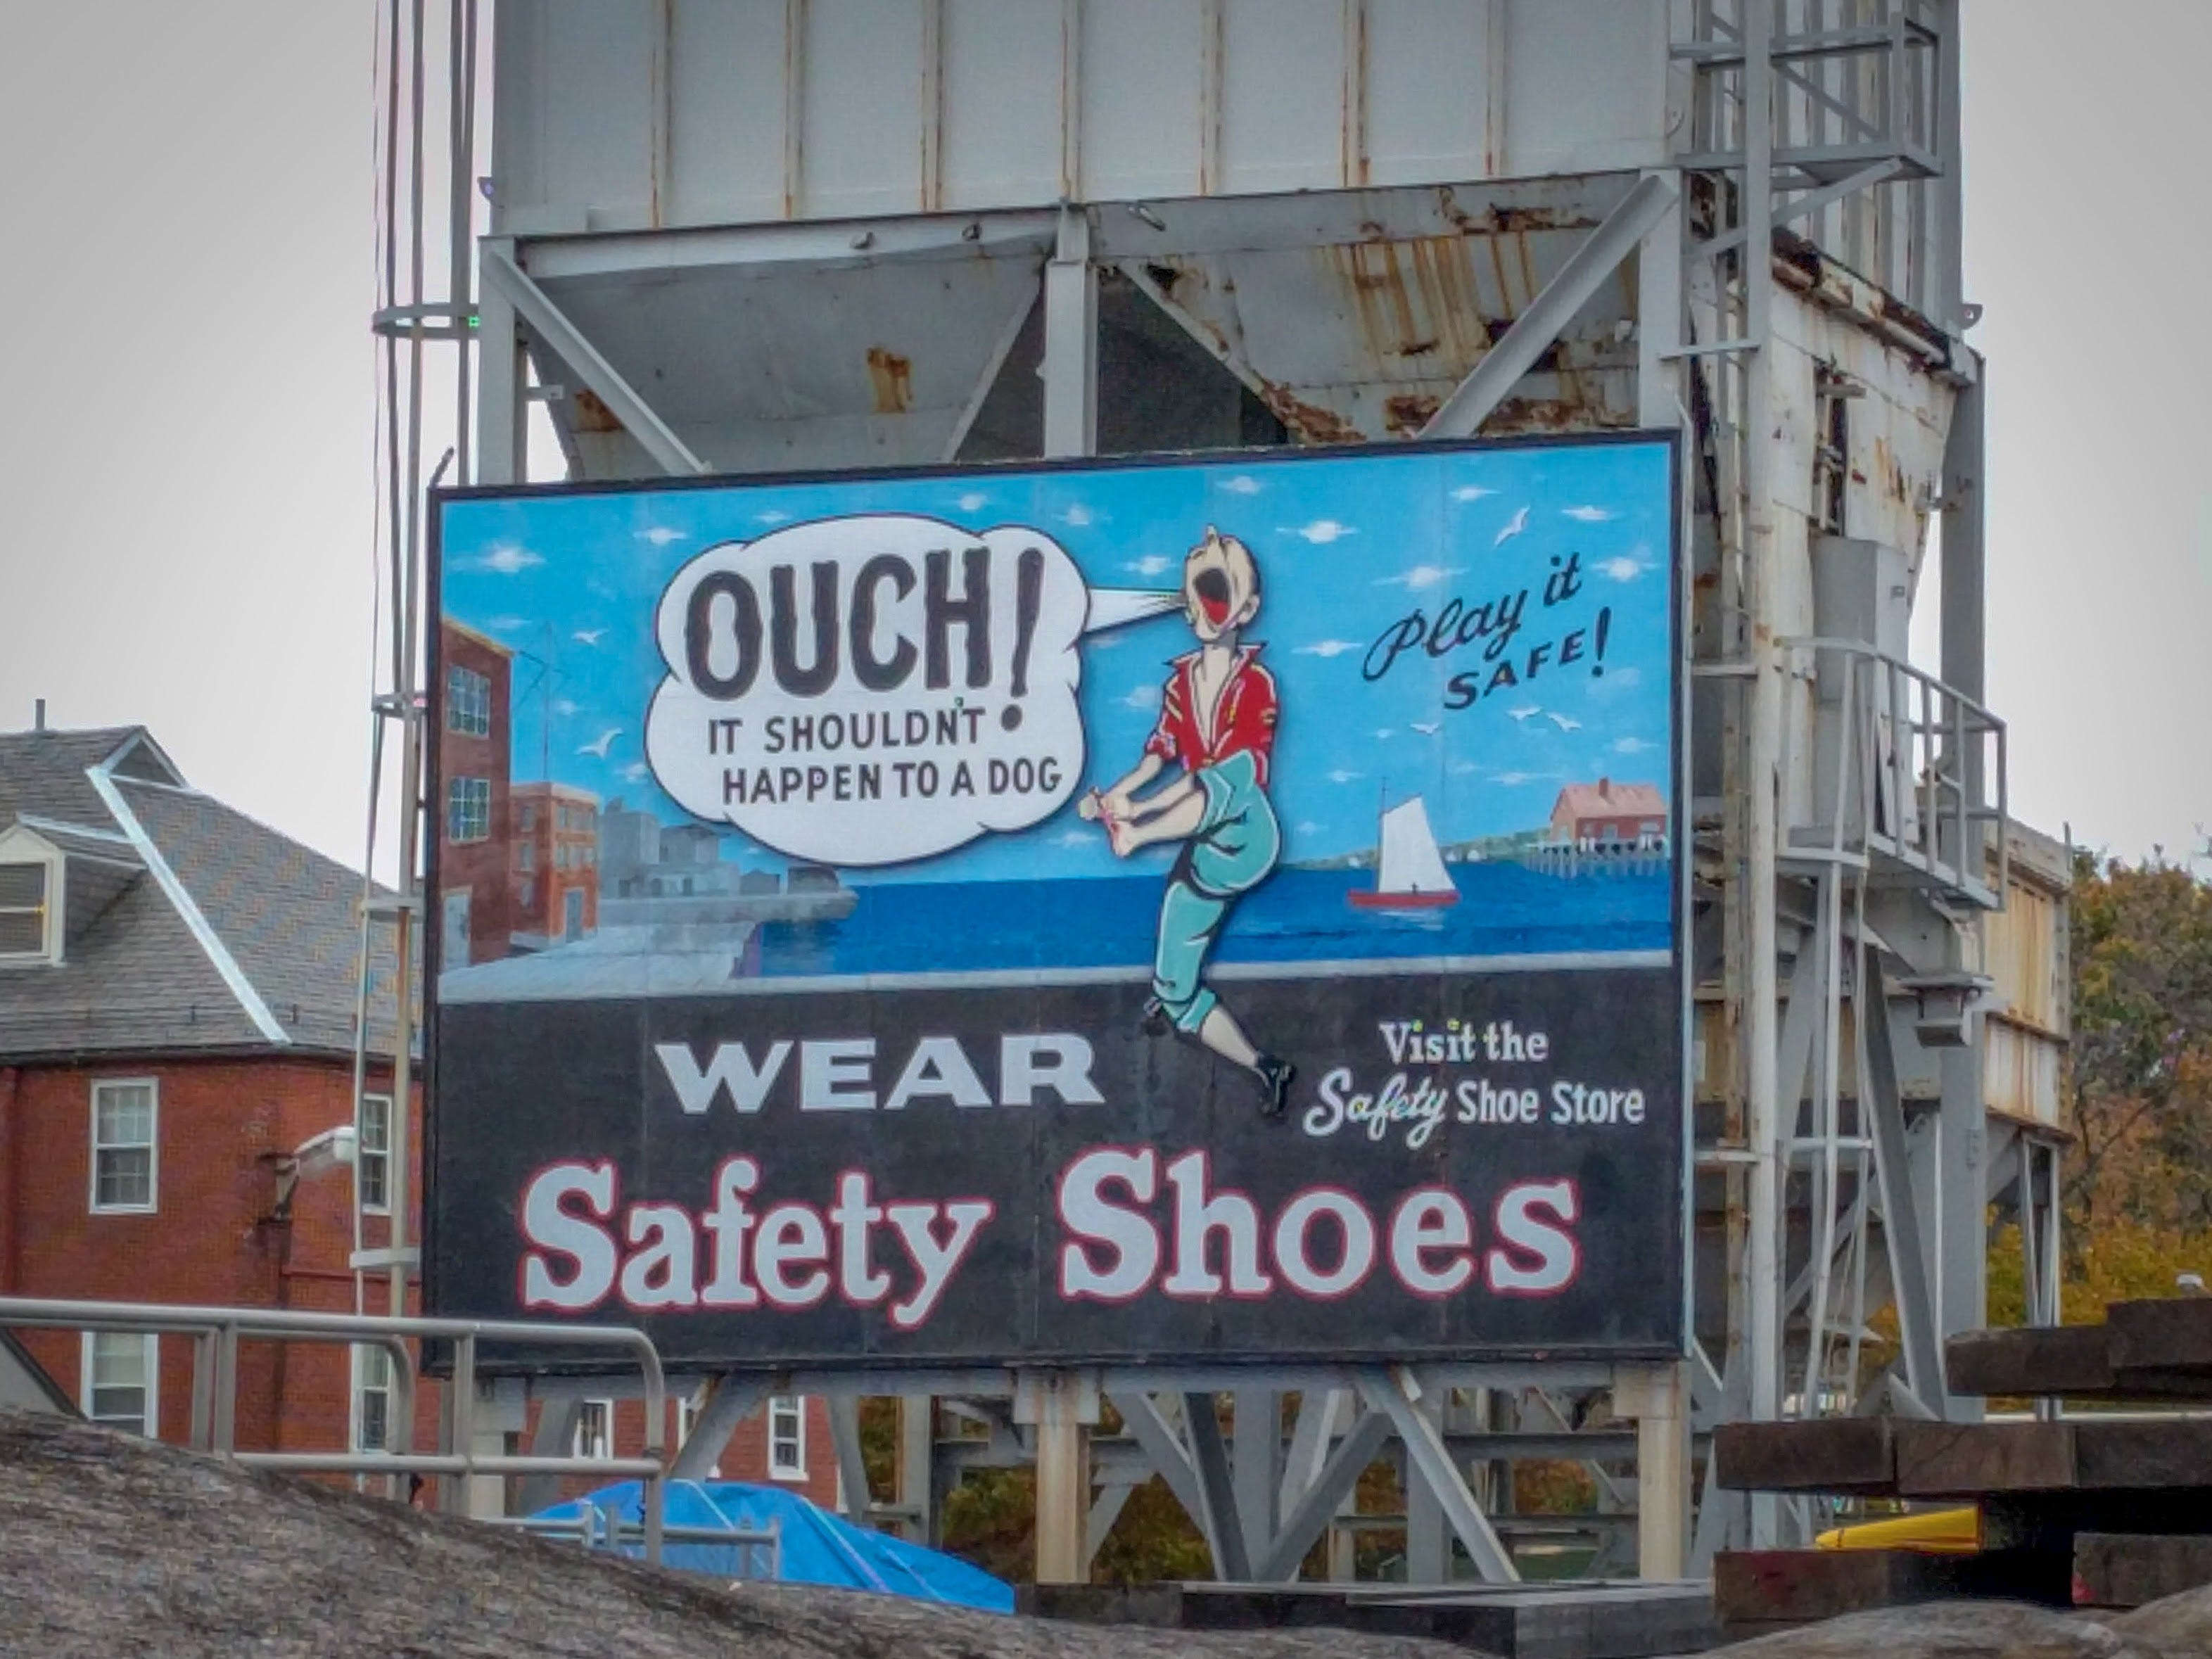 OUCH!
IT SHOULDN'T
HAPPEN TO A DOG
Play it
SAFE!
WEAR
Visit the
Safety Shoe Store
Safety Shoes